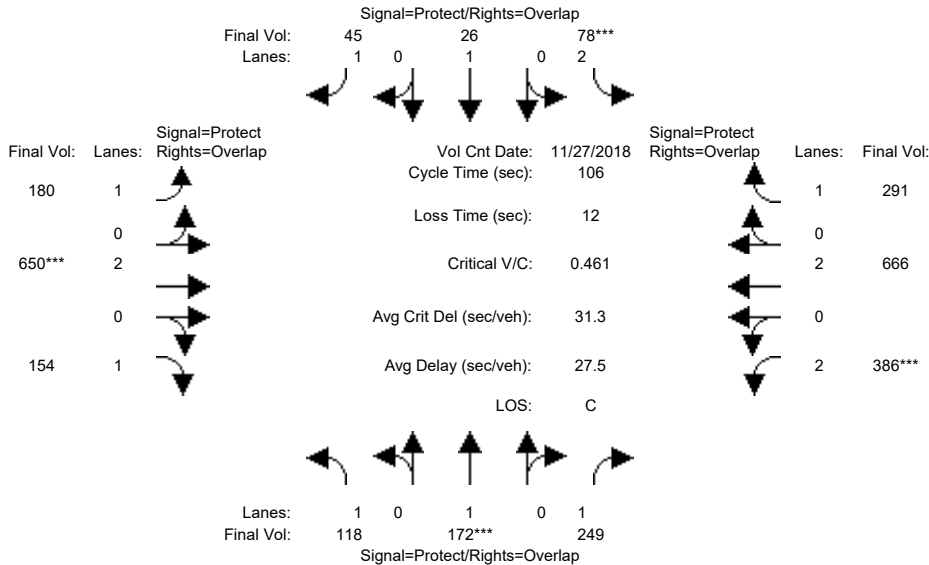 Signal=Protect/Rights=Overlap
Final Vol: 45 26 78***
Lanes: 1 0 1 0 2
Signal=Protect Signal=Protect
Final Vol: Lanes: Rights=Overlap Vol Cnt Date: 11/27/2018 Rights=Overlap Lanes: Final Vol:
Cycle Time (sec): 106
180 1 1 291
Loss Time (sec): 12
0 0
650*** 2 Critical V/C: 0.461 2 666
0 Avg Crit Del (sec/veh): 31.3 0
154 1 Avg Delay (sec/veh): 27.5 2 386***
LOS: C
Lanes: 1 0 1 0 1
Final Vol: 118 172*** 249
Signal=Protect/Rights=Overlap